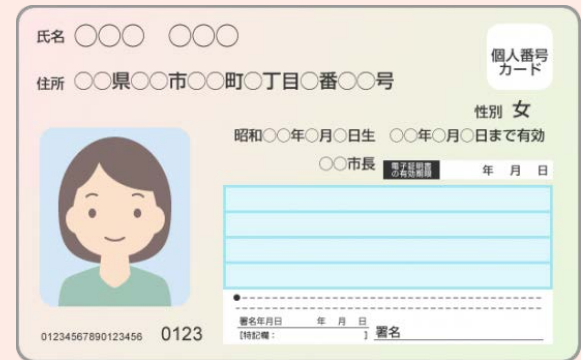 氏名 〇〇〇 〇〇〇
個人番号
カード
住所 〇〇県〇〇市〇〇町〇丁目〇番〇〇号
性別 女
昭和〇〇年〇月〇日生 〇〇年〇月〇日まで有効
〇〇市長 電子証明書の有効期限 年 月 日
署名年月日 年 月 日
[特記欄: ] 署名
01234567890123456 0123